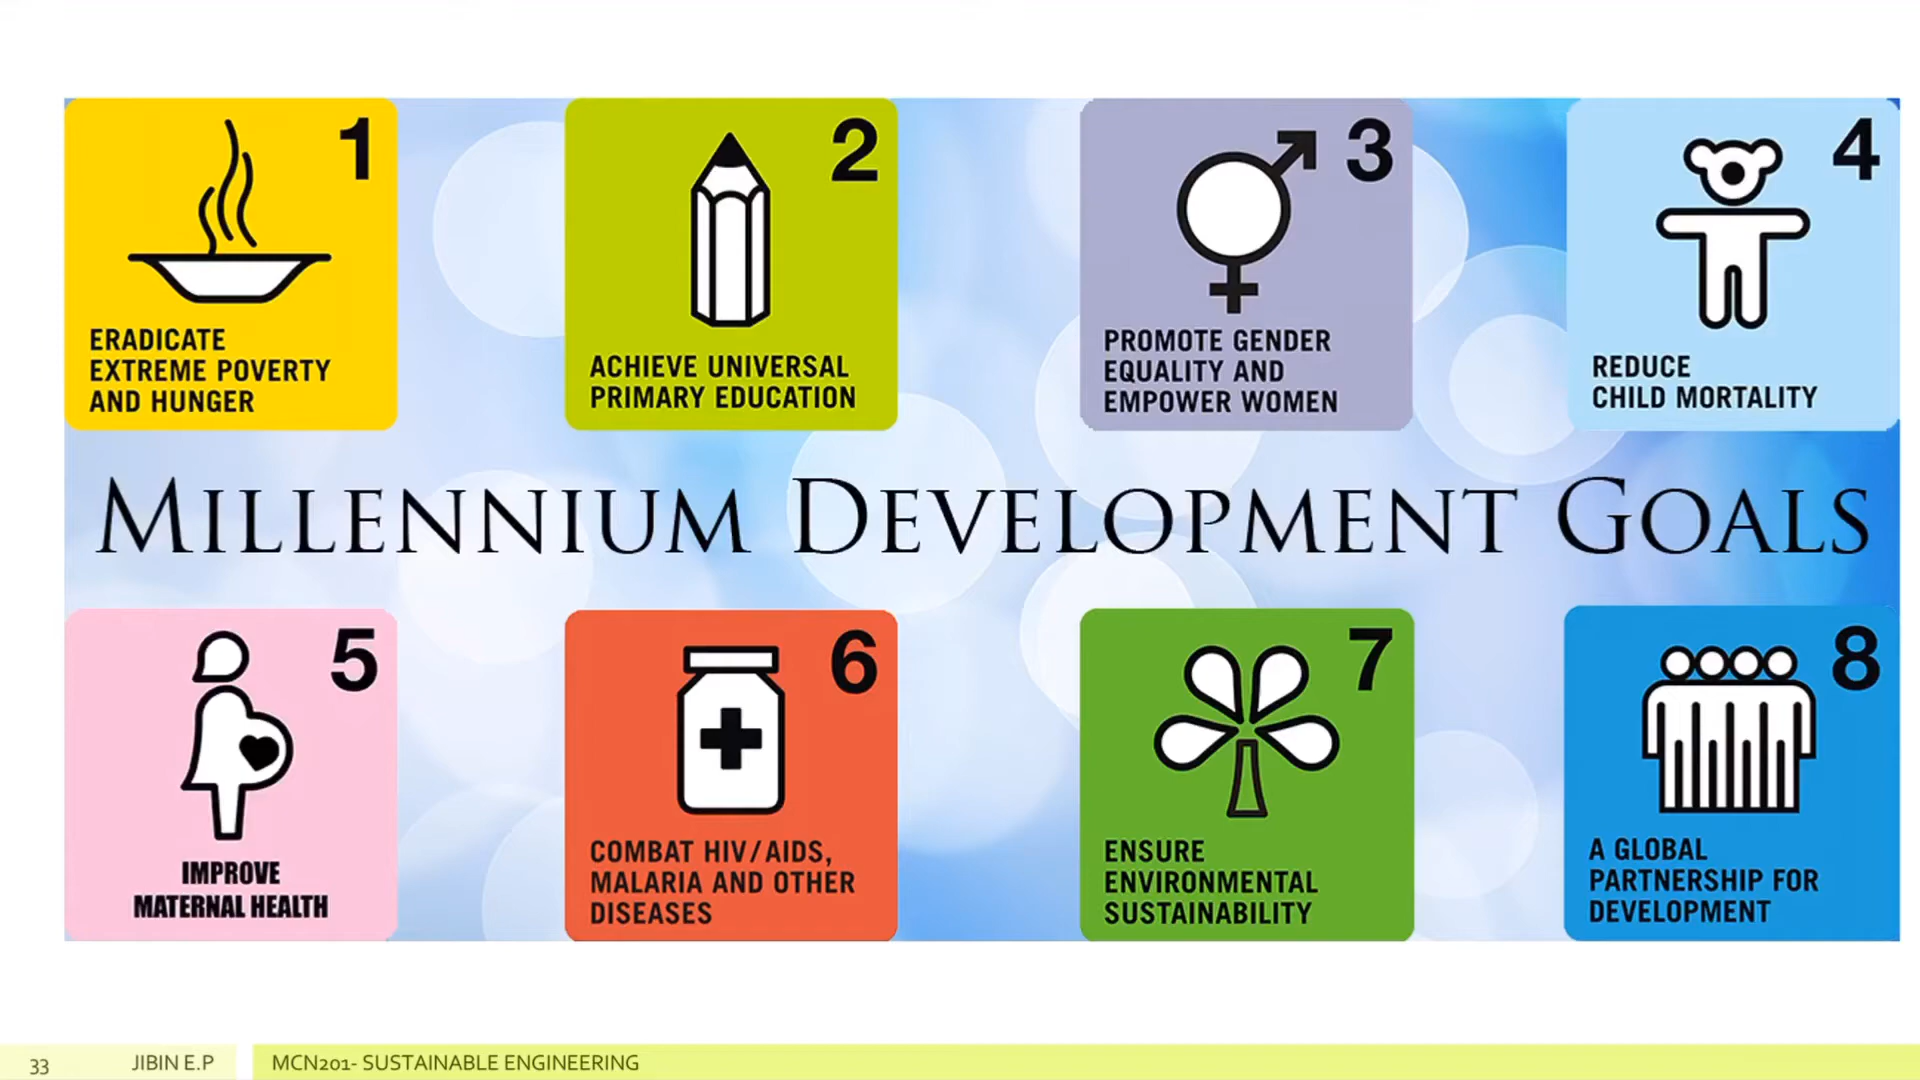 1
ERADICATE
EXTREME POVERTY
AND HUNGER
2
ACHIEVE UNIVERSAL
PRIMARY EDUCATION
3
PROMOTE GENDER
EQUALITY AND
EMPOWER WOMEN
4
REDUCE
CHILD MORTALITY
MILLENNIUM DEVELOPMENT GOALS
5
IMPROVE
MATERNAL HEALTH
6
COMBAT HIV/AIDS,
MALARIA AND OTHER
DISEASES
7
ENSURE
ENVIRONMENTAL
SUSTAINABILITY
8
A GLOBAL
PARTNERSHIP FOR
DEVELOPMENT
33 JIBIN E.P MCN201- SUSTAINABLE ENGINEERING